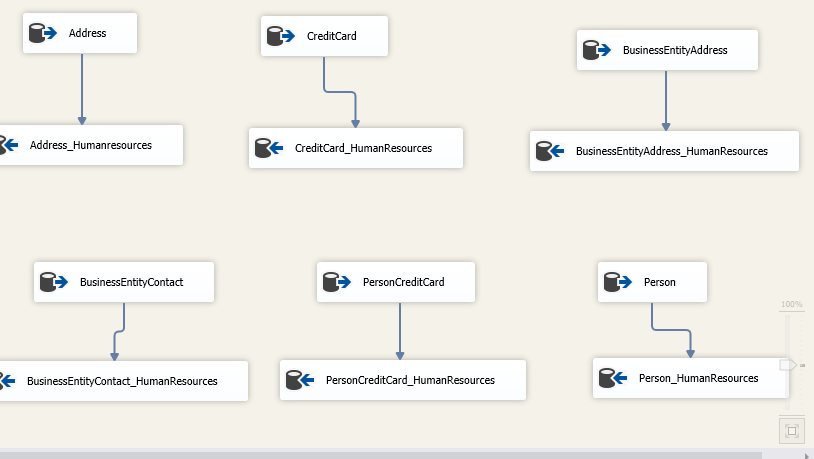 Address
CreditCard
BusinessEntityAddress
Address_Humanresources
CreditCard_HumanResources
BusinessEntityAddress_HumanResources
BusinessEntityContact
PersonCreditCard
Person
100%
BusinessEntityContact_HumanResources
PersonCreditCard_HumanResources
Person_HumanResources